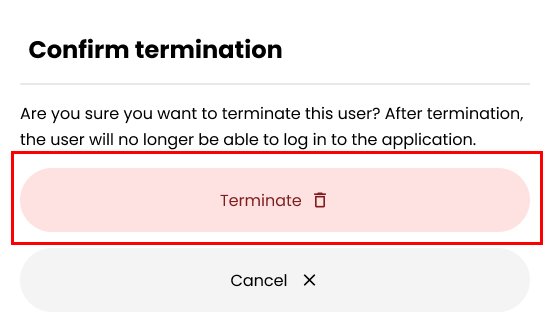 Confirm termination
Are you sure you want to terminate this user? After termination,
the user will no longer be able to log in to the application.
Terminate
Cancel